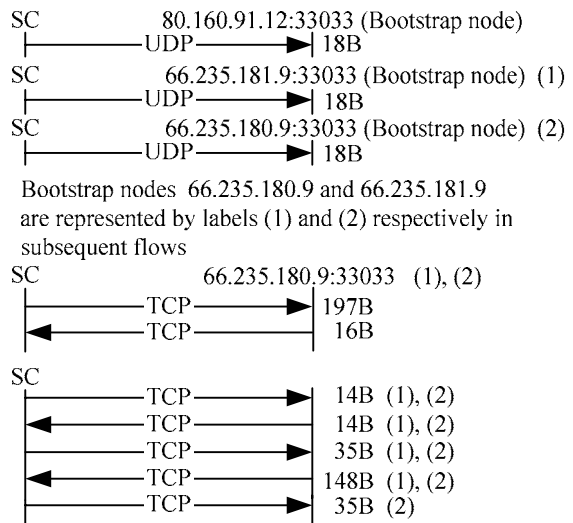 SC 80.160.91.12:33033 (Bootstrap node)
UDP 18B
SC 66.235.181.9:33033 (Bootstrap node) (1)
UDP 18B
SC 66.235.180.9:33033 (Bootstrap node) (2)
UDP 18B
Bootstrap nodes 66.235.180.9 and 66.235.181.9
are represented by labels (1) and (2) respectively in
subsequent flows
SC 66.235.180.9:33033 (1), (2)
TCP 197B
TCP 16B
SC
TCP 14B (1), (2)
TCP 14B (1), (2)
TCP 35B (1), (2)
TCP 148B (1), (2)
TCP 35B (2)